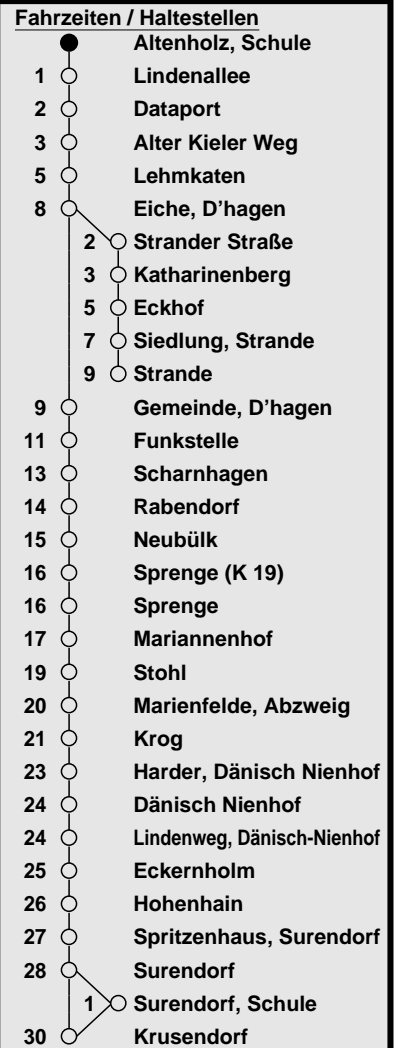 Fahrzeiten / Haltestellen
Altenholz, Schule
1 Lindenallee
2 Dataport
3 Alter Kieler Weg
5 Lehmkaten
8 Eiche, D'hagen
2 Strander Straße
3 Katharinenberg
5 Eckhof
7 Siedlung, Strande
9 Strande
9 Gemeinde, D'hagen
11 Funkstelle
13 Scharnhagen
14 Rabendorf
15 Neubülk
16 Sprenge (K 19)
16 Sprenge
17 Mariannenhof
19 Stohl
20 Marienfelde, Abzweig
21 Krog
23 Harder, Dänisch Nienhof
24 Dänisch Nienhof
24 Lindenweg, Dänisch-Nienhof
25 Eckernholm
26 Hohenhain
27 Spritzenhaus, Surendorf
28 Surendorf
1 Surendorf, Schule
30 Krusendorf